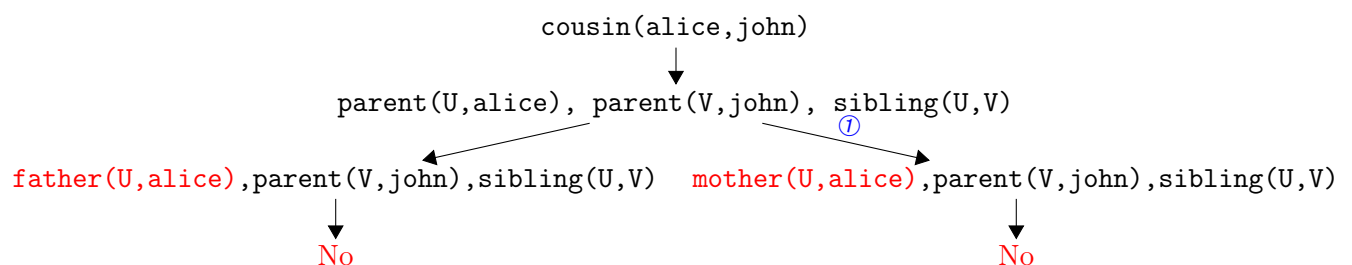 cousin(alice,john)
parent(U,alice), parent(V,john), sibling(U,V)
①
father(U,alice),parent(V,john),sibling(U,V) mother(U,alice),parent(V,john),sibling(U,V)
No No